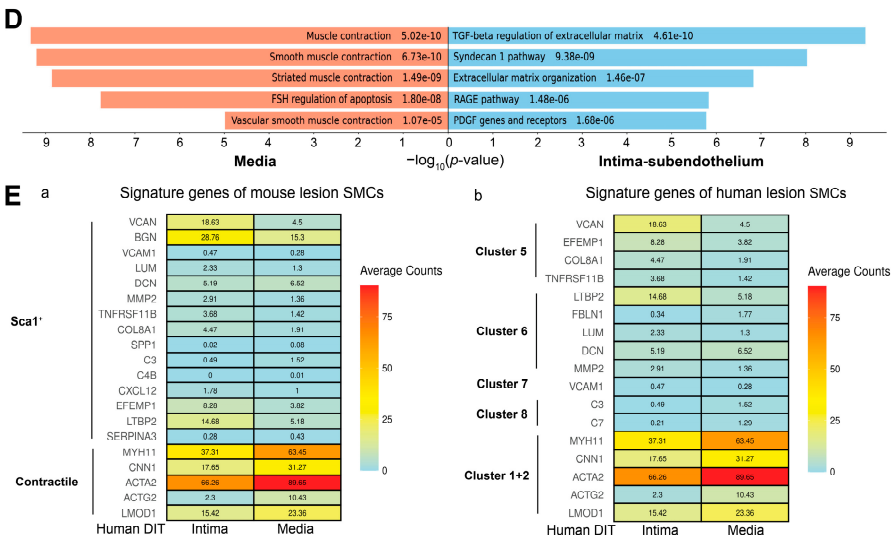 D
Muscle contraction 5.02e-10 TGF-beta regulation of extracellular matrix 4.61e-10
Smooth muscle contraction 6.73e-10 Syndecan 1 pathway 9.38e-09
Striated muscle contraction 1.49e-09 Extracellular matrix organization 1.46e-07
FSH regulation of apoptosis 1.80e-08 RAGE pathway 1.48e-06
Vascular smooth muscle contraction 1.07e-05 PDGF genes and receptors 1.68e-06
9 8 7 6 5 4 3 2 1 0 1 2 3 4 5 6 7 8 9
Media −log10(p-value) Intima-subendothelium
E
a Signature genes of mouse lesion SMCs
VCAN 18.63 4.5
BGN 28.76 15.3
VCAM1 0.47 0.28
LUM 2.33 1.3
DCN 5.19 6.52
MMP2 2.91 1.36
TNFRSF11B 3.68 1.42
COL8A1 4.47 1.91
SPP1 0.02 0.08
C3 0.49 1.52
C4B 0 0.01
CXCL12 1.78 1
EFEMP1 8.28 3.82
LTBP2 14.68 5.18
SERPINA3 0.28 0.43
MYH11 37.31 63.45
CNN1 17.65 31.27
ACTA2 66.26 89.65
ACTG2 2.3 10.43
LMOD1 15.42 23.36
Human DIT Intima Media
Sca1+
Contractile
Average Counts
75
50
25
0
b Signature genes of human lesion SMCs
VCAN 18.63 4.5
EFEMP1 8.28 3.82
COL8A1 4.47 1.91
TNFRSF11B 3.68 1.42
LTBP2 14.68 5.18
FBLN1 0.34 1.77
LUM 2.33 1.3
DCN 5.19 6.52
MMP2 2.91 1.36
VCAM1 0.47 0.28
C3 0.49 1.52
C7 0.21 1.29
MYH11 37.31 63.45
CNN1 17.65 31.27
ACTA2 66.26 89.65
ACTG2 2.3 10.43
LMOD1 15.42 23.36
Human DIT Intima Media
Cluster 5
Cluster 6
Cluster 7
Cluster 8
Cluster 1+2
Average Counts
75
50
25
0